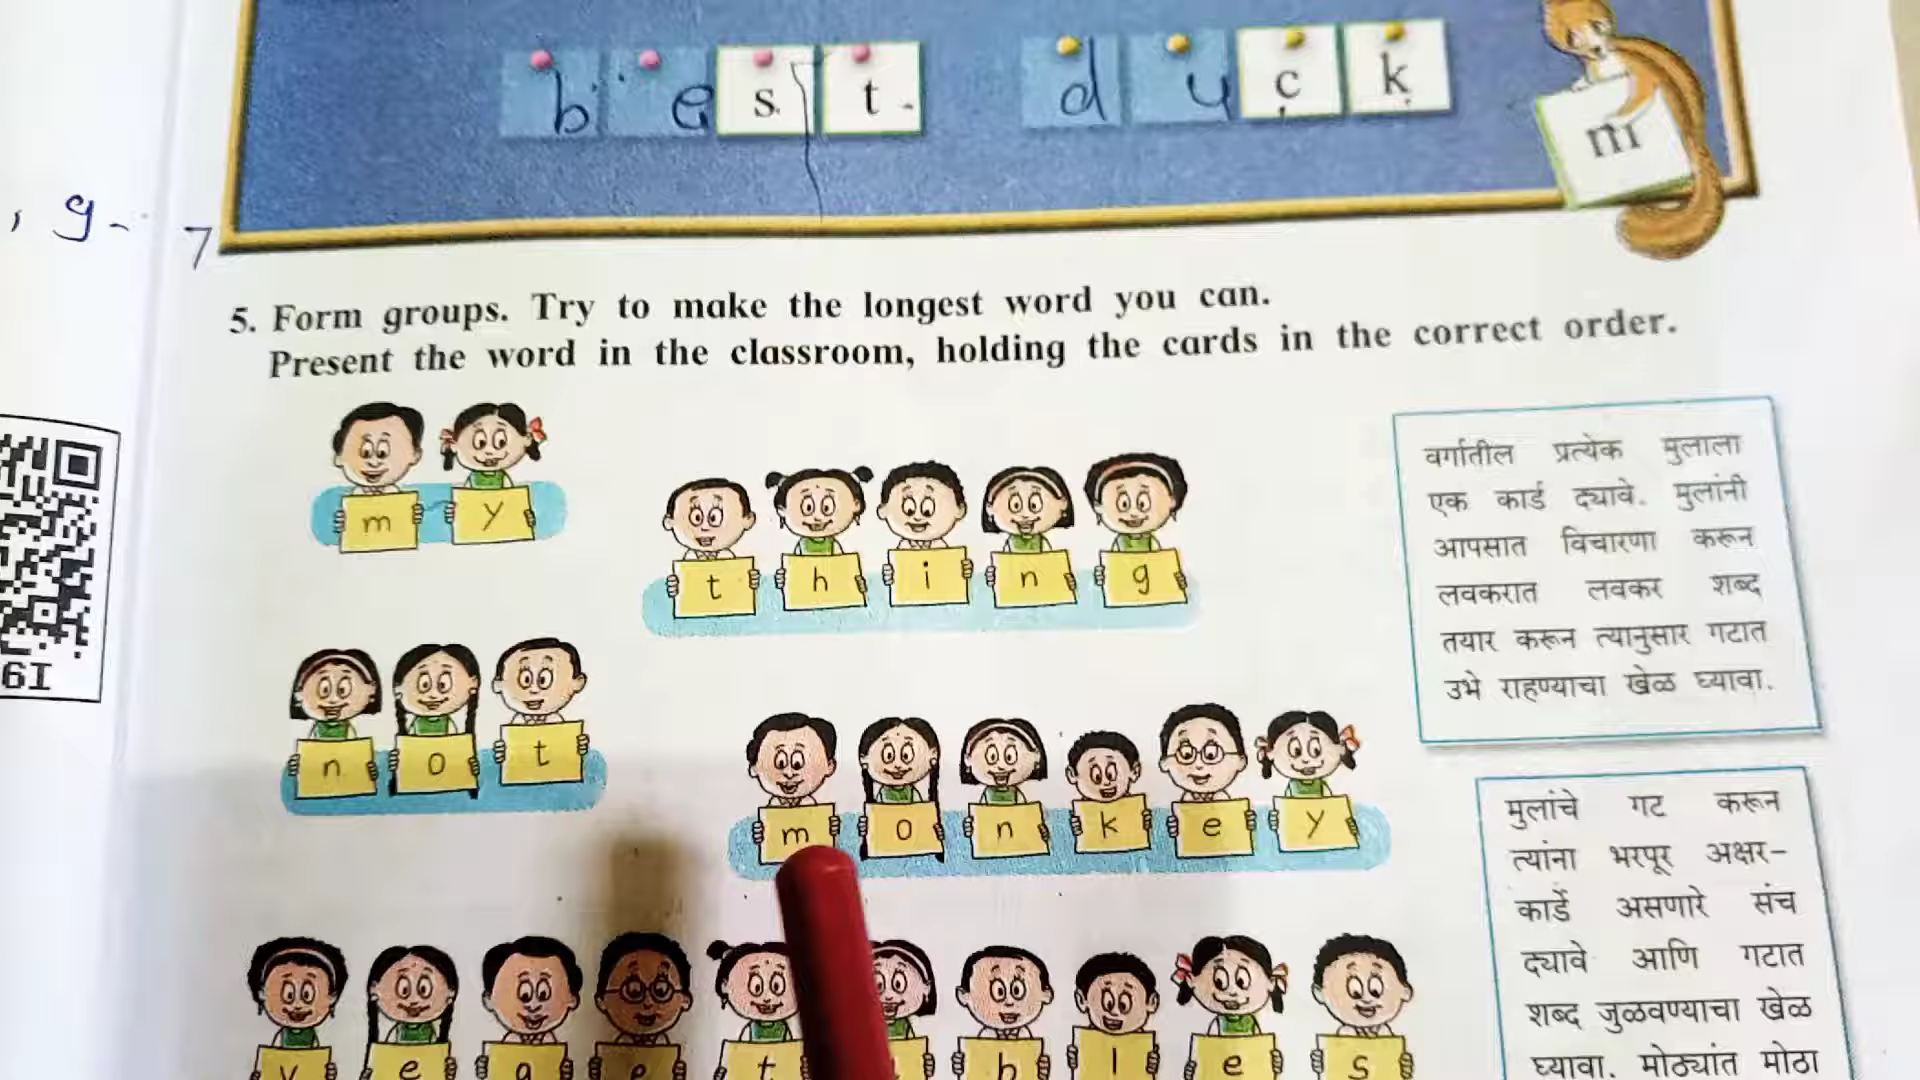 b e s t
d u c k
m
, g-
7
5. Form groups. Try to make the longest word you can.
Present the word in the classroom, holding the cards in the correct order.
m y
t h i n g
n o t
m o n k e y
v e g e t b l e s
6I
वर्गातील प्रत्येक मुलाला
एक कार्ड द्यावे. मुलांनी
आपसात विचारणा करून
लवकरात लवकर शब्द
तयार करून त्यानुसार गटात
उभे राहण्याचा खेळ घ्यावा.
मुलांचे गट करून
त्यांना भरपूर अक्षर-
कार्डे असणारे संच
द्यावे आणि गटात
शब्द जुळवण्याचा खेळ
घ्यावा. मोठ्यांत मोठा